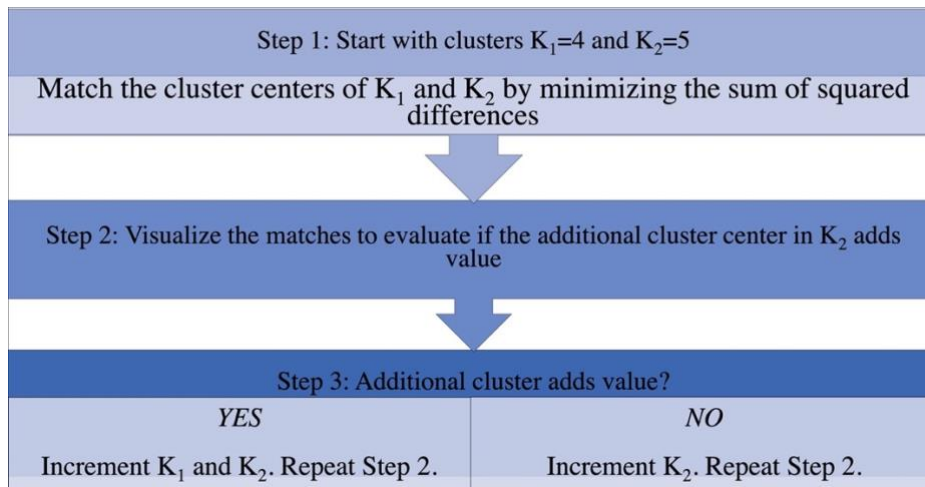 Step 1: Start with clusters K₁=4 and K₂=5
Match the cluster centers of K₁ and K₂ by minimizing the sum of squared
differences
Step 2: Visualize the matches to evaluate if the additional cluster center in K₂ adds
value
Step 3: Additional cluster adds value?
YES
Increment K₁ and K₂. Repeat Step 2.
NO
Increment K₂. Repeat Step 2.